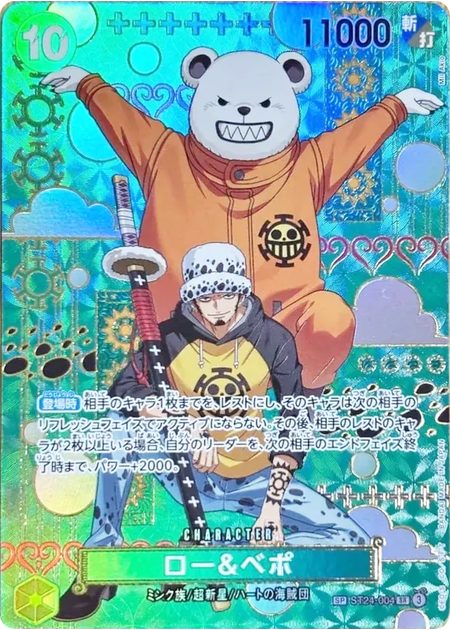 10
11000
斬
打
登場時 相手のキャラ1枚までを、レストにし、そのキャラは次の相手の
リフレッシュフェイズでアクティブにならない。その後、相手のレストのキャ
ラが2枚以上いる場合、自分のリーダーを、次の相手のエンドフェイズ終
了時まで、パワー+2000。
CHARACTER
ロー&ベポ
ミンク族/超新星/ハートの海賊団
SP ST24-004 SR 3